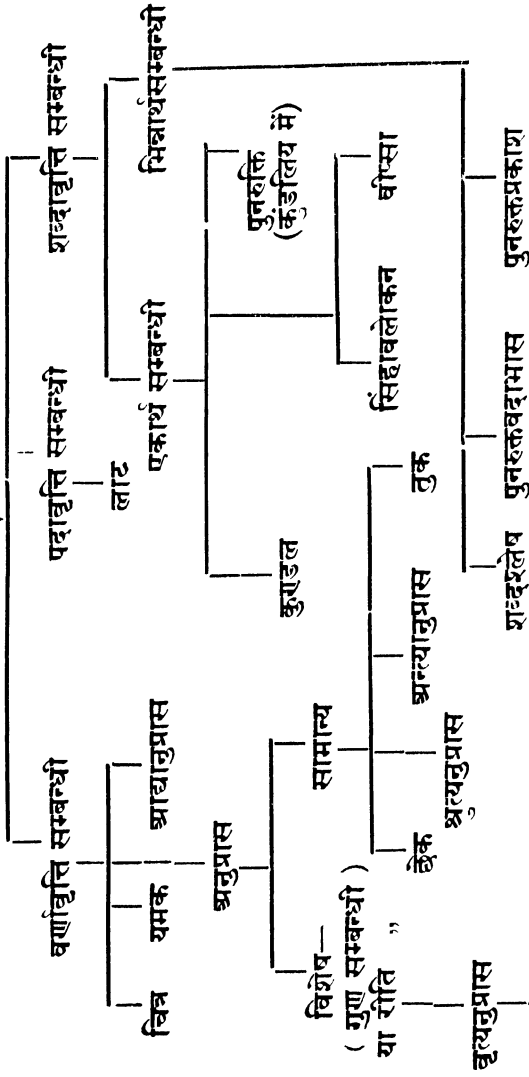 वर्णावृत्ति सम्बन्धी
पदावृत्ति सम्बन्धी
शब्दावृत्ति सम्बन्धी
लाट
एकार्थ सम्बन्धी
भिन्नार्थसम्बन्धी
चित्र
यमक
आद्यानुप्रास
अनुप्रास
कुण्डल
पुनरुक्ति
(कुंडलिय में)
विशेष—
( गुण सम्बन्धी )
या रीति ”
सामान्य
सिंहावलोकन
वीप्सा
छेक
अन्त्यानुप्रास
तुक
श्रुत्यनुप्रास
वृत्यनुप्रास
शब्दश्लेष
पुनरुक्तवदाभास
पुनरुक्तप्रकाश